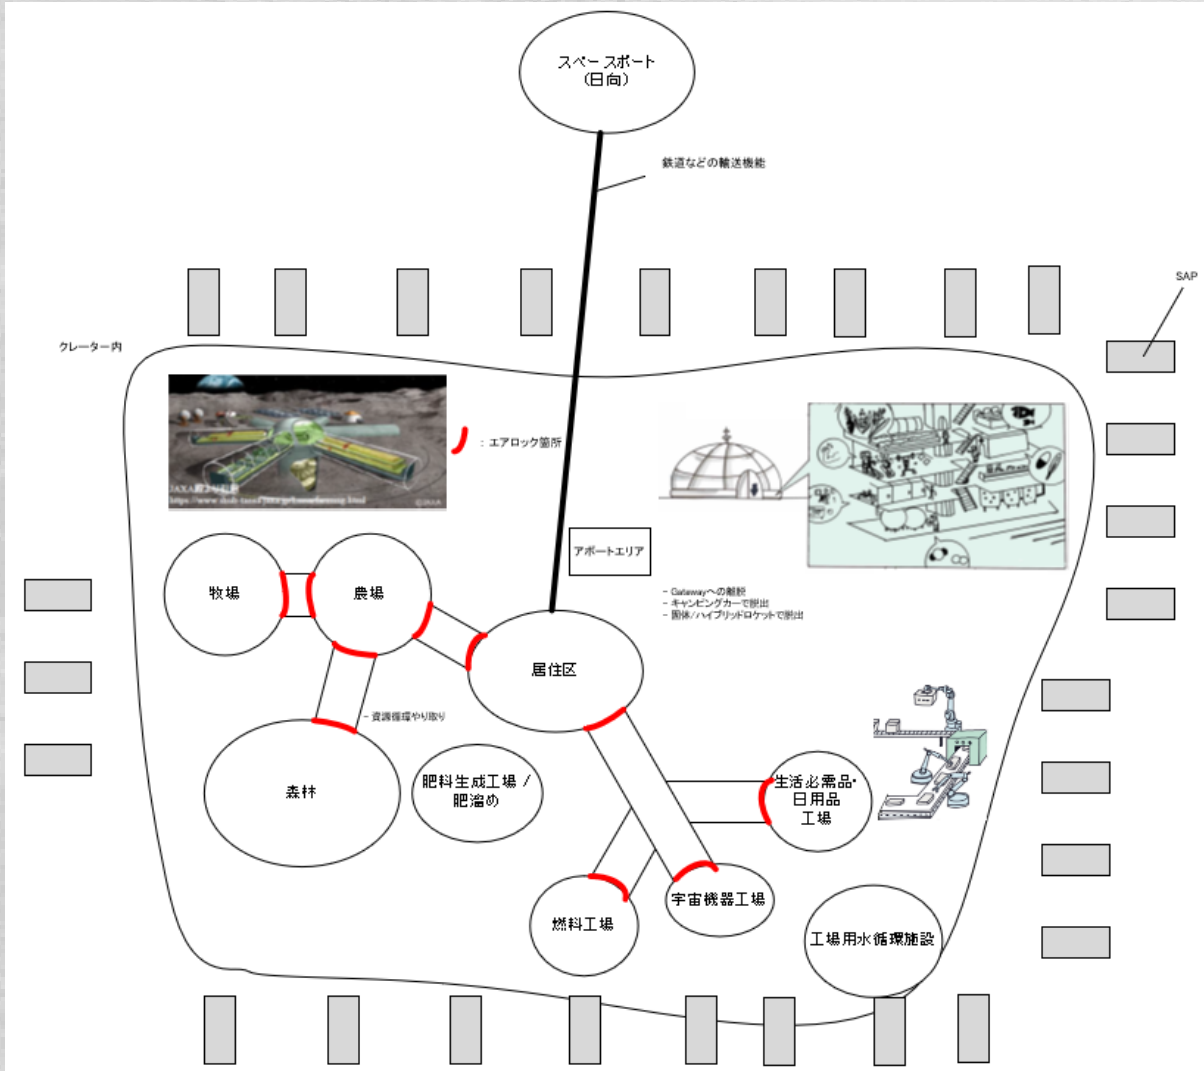 スペースポート
(日向)
鉄道などの輸送機能
SAP
クレーター内
: エアロック箇所
アボートエリア
- Gatewayへの離脱
- キャンピングカーで脱出
- 固体/ハイブリッドロケットで脱出
牧場
農場
居住区
- 資源循環やり取り
森林
肥料生成工場 /
肥溜め
生活必需品・
日用品
工場
燃料工場
宇宙機器工場
工場用水循環施設